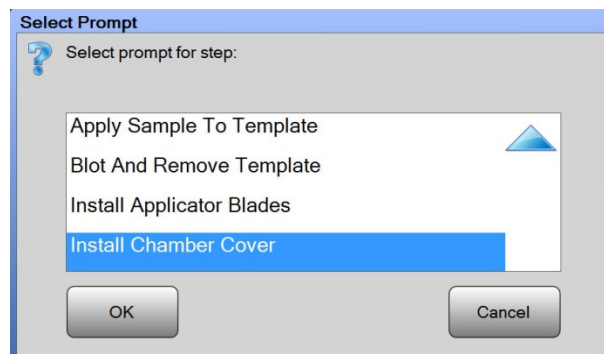 Select Prompt
Select prompt for step:
Apply Sample To Template
Blot And Remove Template
Install Applicator Blades
Install Chamber Cover
OK Cancel